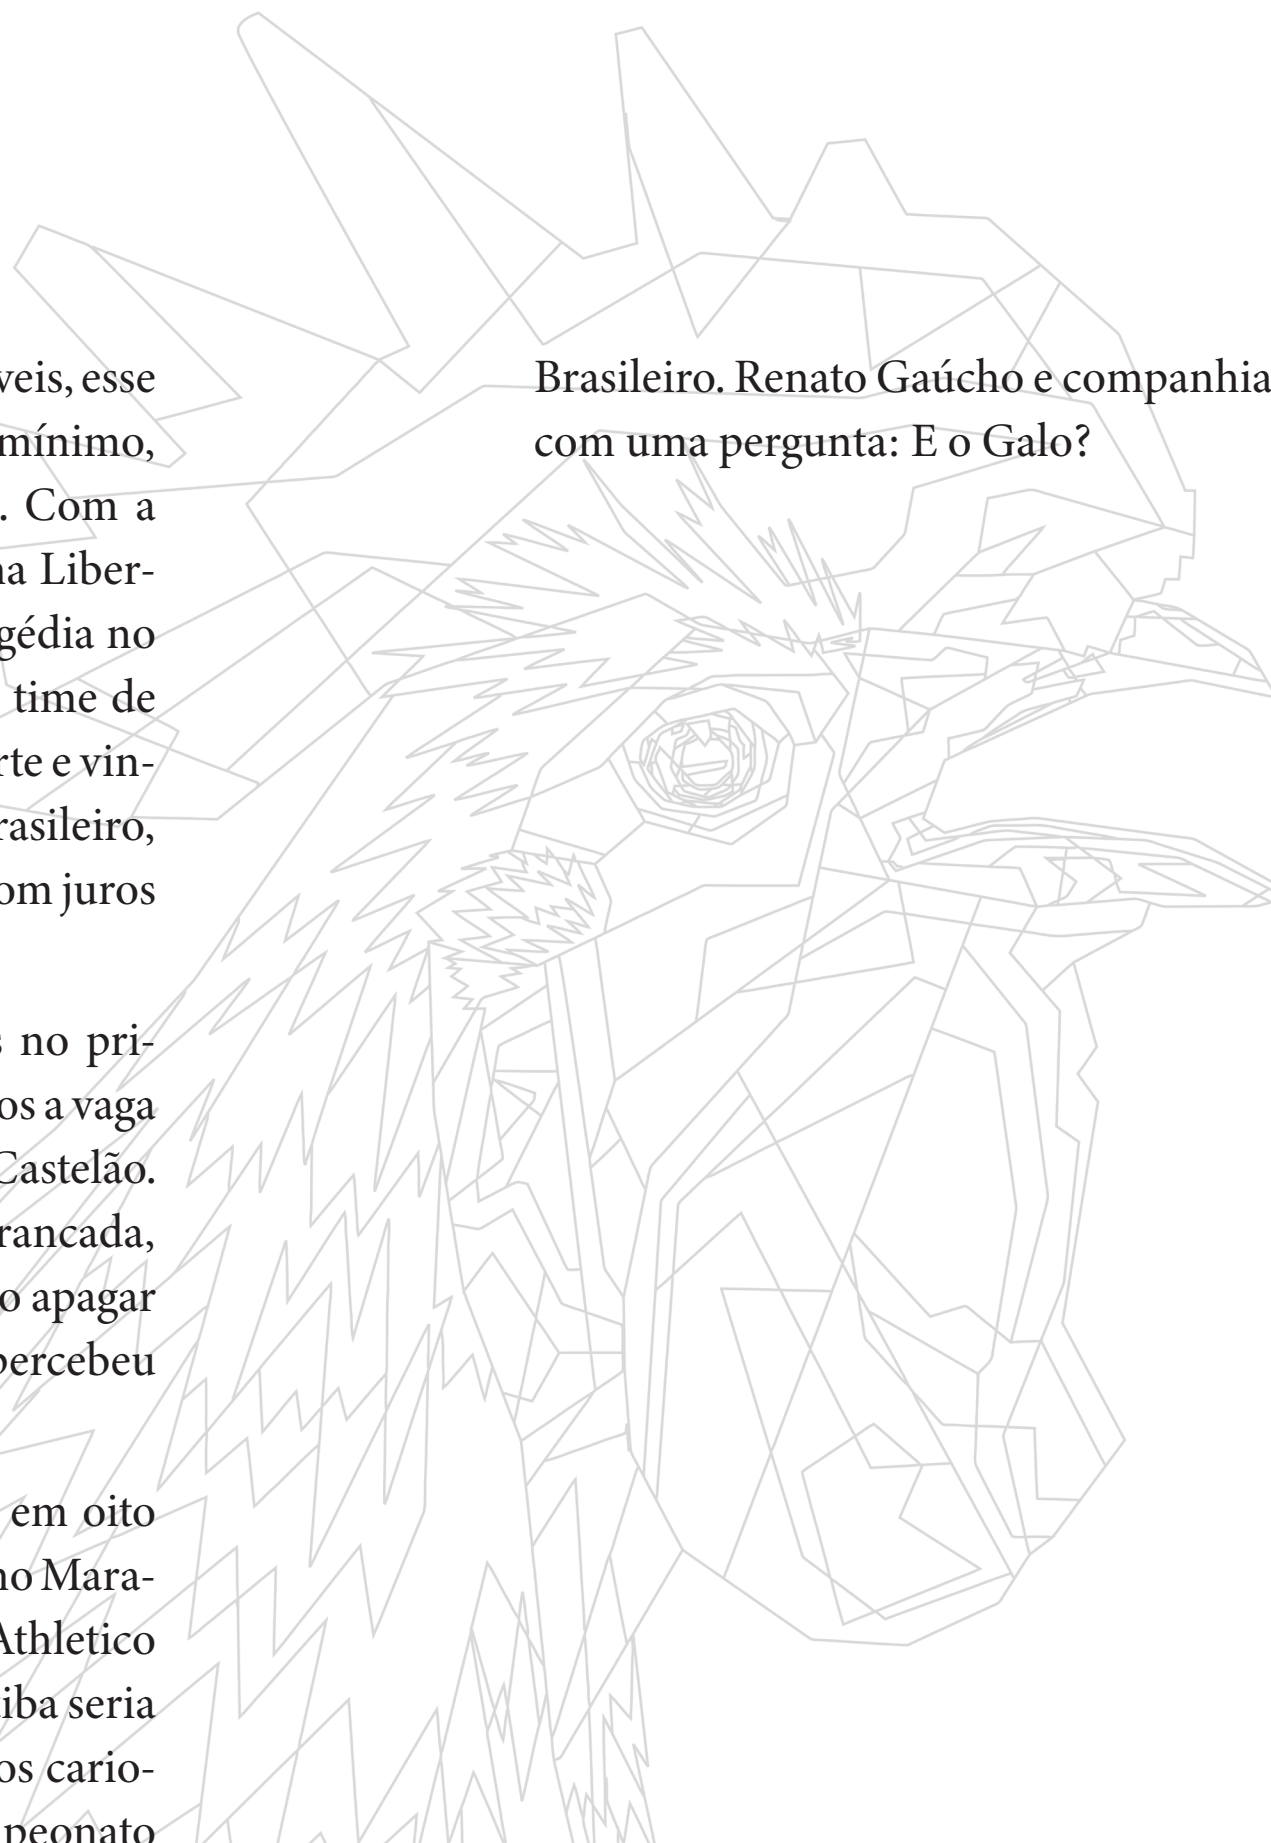 veis, esse
mínimo,
. Com a
na Liber-
gédia no
time de
rte e vin-
rasileiro,
om juros
s no pri-
os a vaga
Castelão.
rancada,
o apagar
percebeu
em oito
no Mara-
Athletico
iba seria
os cario-
peonato
Brasileiro. Renato Gaúcho e companhia
com uma pergunta: E o Galo?